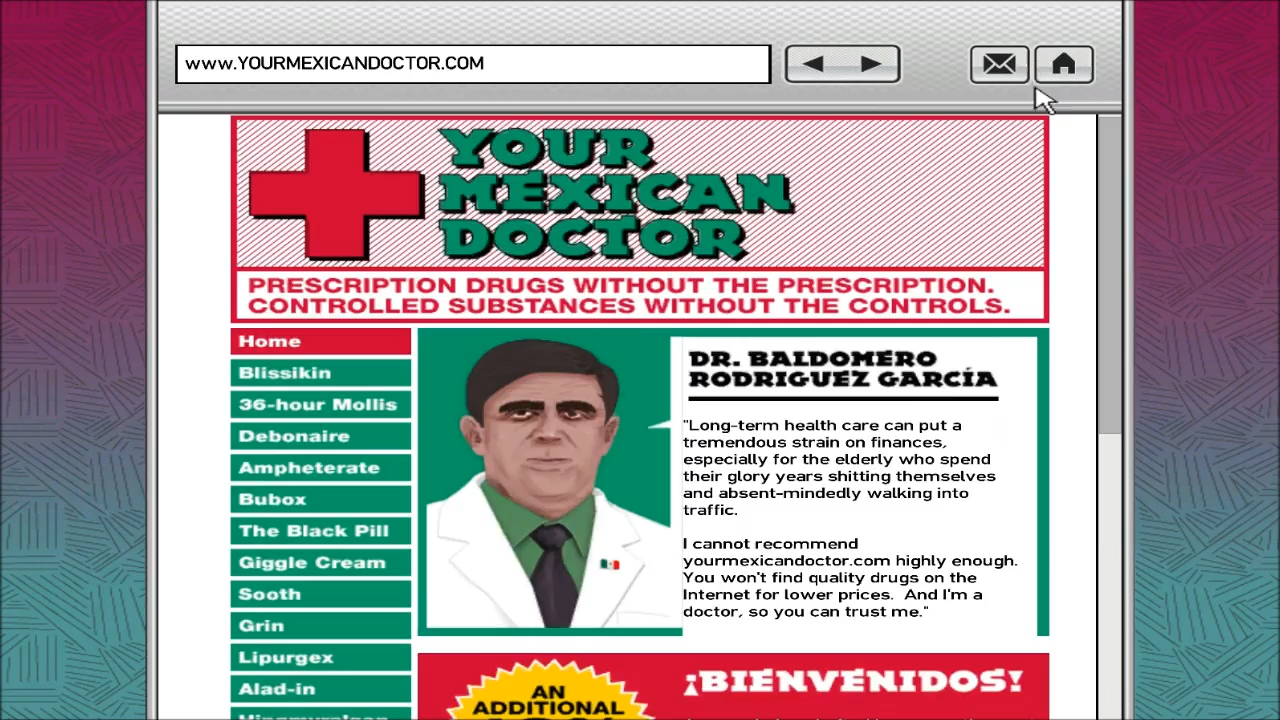 www.YOURMEXICANDOCTOR.COM
YOUR
MEXICAN
DOCTOR
PRESCRIPTION DRUGS WITHOUT THE PRESCRIPTION.
CONTROLLED SUBSTANCES WITHOUT THE CONTROLS.
Home
Blissikin
36-hour Mollis
Debonaire
Ampheterate
Bubox
The Black Pill
Giggle Cream
Sooth
Grin
Lipurgex
Alad-in
DR. BALDOMERO
RODRIGUEZ GARCÍA
"Long-term health care can put a
tremendous strain on finances,
especially for the elderly who spend
their glory years shitting themselves
and absent-mindedly walking into
traffic.
I cannot recommend
yourmexicandoctor.com highly enough.
You won't find quality drugs on the
Internet for lower prices.  And I'm a
doctor, so you can trust me."
AN
ADDITIONAL
¡BIENVENIDOS!